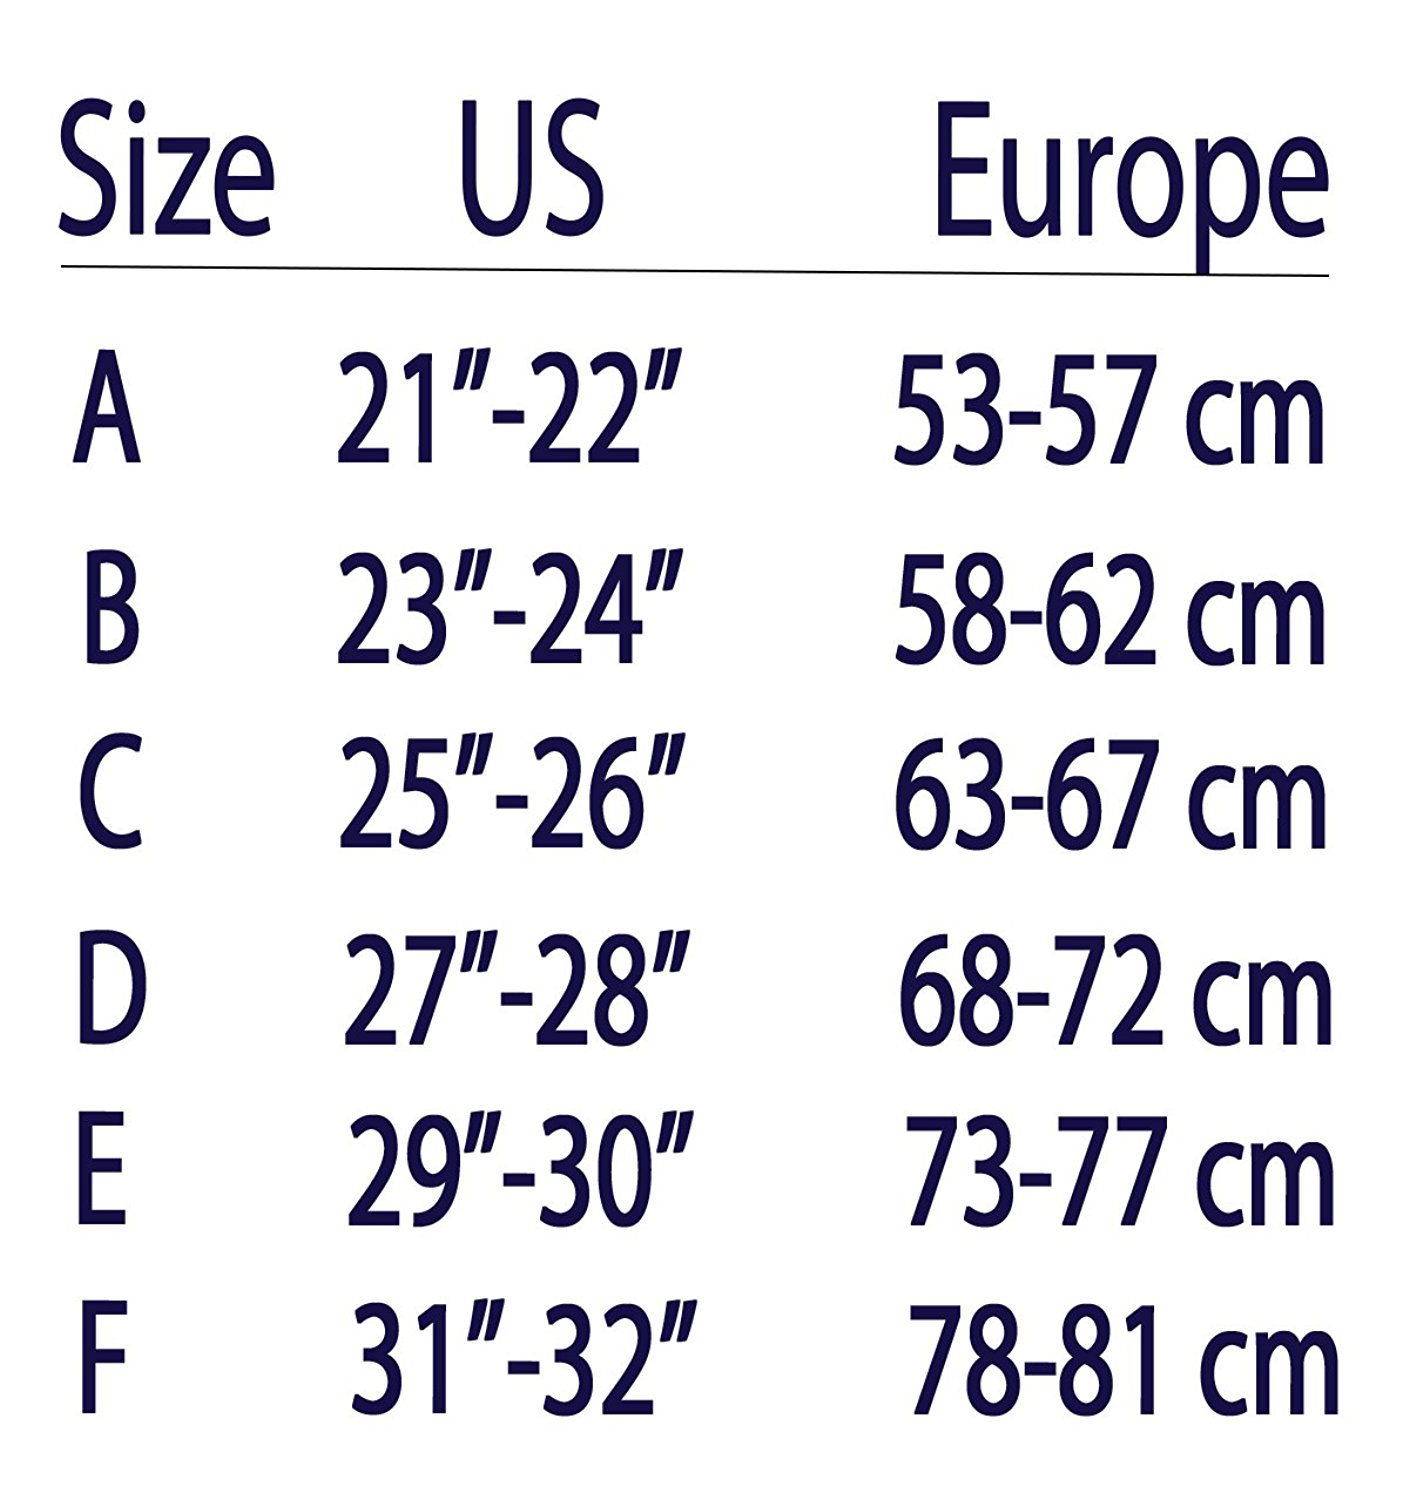 Size US Europe
A 21″-22″ 53-57 cm
B 23″-24″ 58-62 cm
C 25″-26″ 63-67 cm
D 27″-28″ 68-72 cm
E 29″-30″ 73-77 cm
F 31″-32″ 78-81 cm